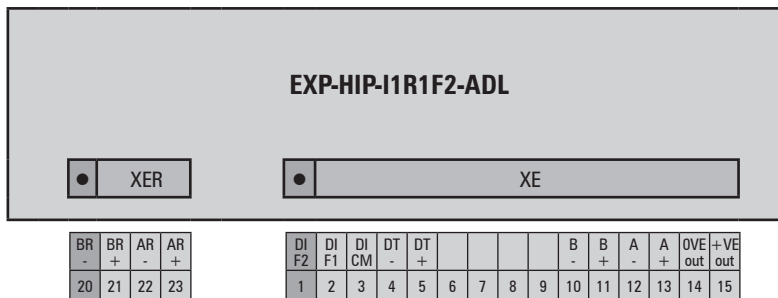 EXP-HIP-I1R1F2-ADL
XER XE
BR BR AR AR DI DI DI DT DT B B A A 0VE +VE
- + - + F2 F1 CM - + - + - + out out
20 21 22 23 1 2 3 4 5 6 7 8 9 10 11 12 13 14 15